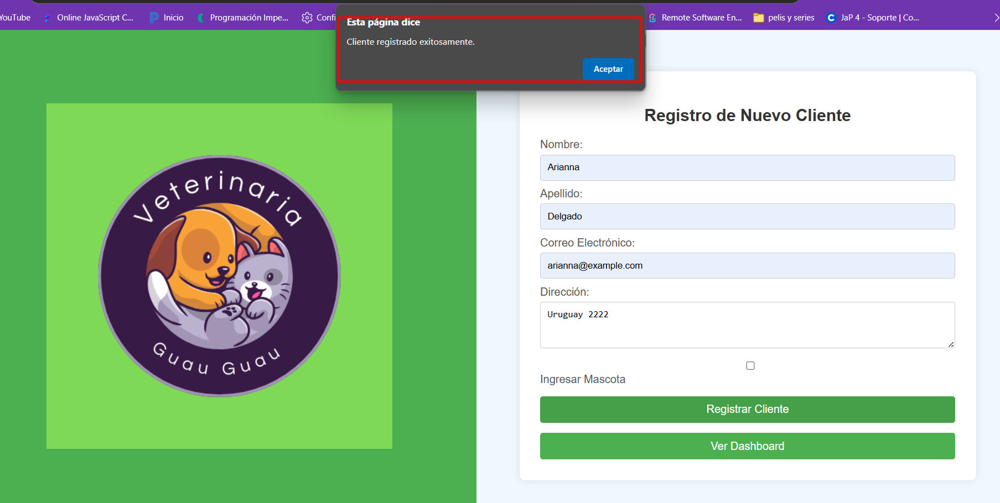 YouTube
Online JavaScript C...
Inicio
Programación Impe...
Confi
Remote Software En...
pelis y series
JaP 4 - Soporte | Co...
Esta página dice
Cliente registrado exitosamente.
Aceptar
Veterinaria
Guau Guau
Registro de Nuevo Cliente
Nombre:
Arianna
Apellido:
Delgado
Correo Electrónico:
arianna@example.com
Dirección:
Uruguay 2222
Ingresar Mascota
Registrar Cliente
Ver Dashboard